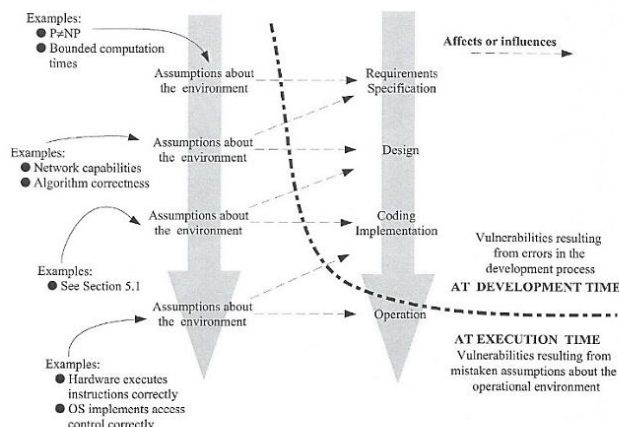 Examples:
● P≠NP
● Bounded computation
times
Affects or influences
Assumptions about
the environment
Requirements
Specification
Assumptions about
the environment
Design
Examples:
● Network capabilities
● Algorithm correctness
Assumptions about
the environment
Coding
Implementation
Vulnerabilities resulting
from errors in the
development process
AT DEVELOPMENT TIME
Examples:
● See Section 5.1
Assumptions about
the environment
Operation
AT EXECUTION TIME
Vulnerabilities resulting from
mistaken assumptions about the
operational environment
Examples:
● Hardware executes
instructions correctly
● OS implements access
control correctly